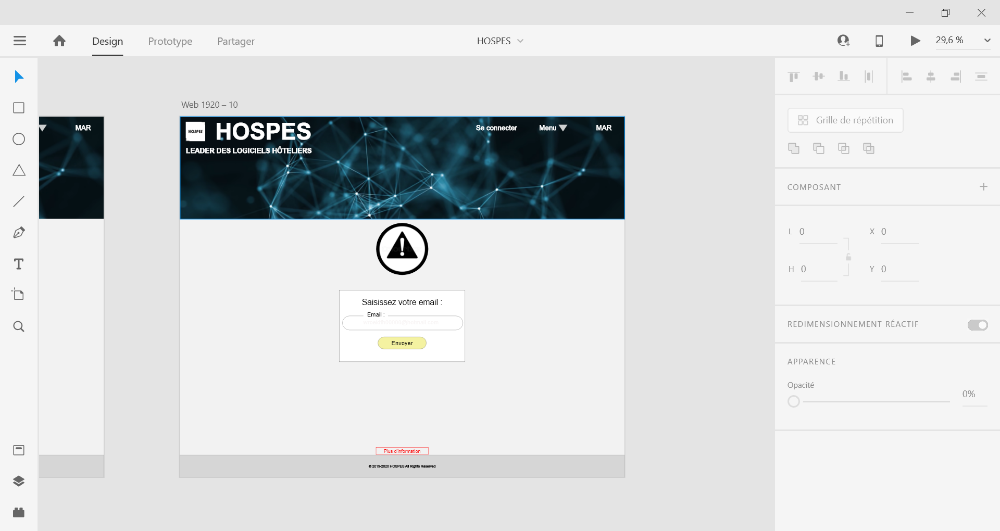 Design Prototype Partager HOSPES 29,6 %
Web 1920 – 10
MAR
HOSPES HOSPES Se connecter Menu MAR
LEADER DES LOGICIELS HÔTELIERS
Saisissez votre email :
Email :
Envoyer
Plus d'information
© 2019-2020 HOSPES All Rights Reserved
Grille de répétition
COMPOSANT
L 0 X 0
H 0 Y 0
REDIMENSIONNEMENT RÉACTIF
APPARENCE
Opacité
0%